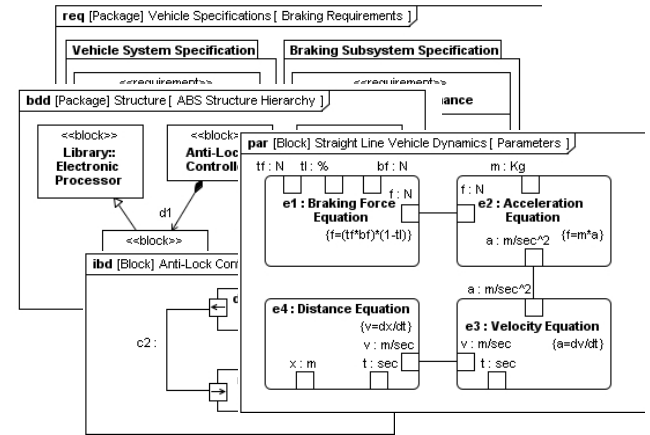 req [Package] Vehicle Specifications [ Braking Requirements ]
Vehicle System Specification
Braking Subsystem Specification
<<requirement>>
<<requirement>>
bdd [Package] Structure [ ABS Structure Hierarchy ]
<<block>>
Library::
Electronic
Processor
<<block>>
d1
<<block>>
ibd [Block]
c2 :
par [Block] Straight Line Vehicle Dynamics [ Parameters ]
tf : N
tl : %
bf : N
f : N
e1 : Braking Force
Equation
{f=(tf*bf)*(1-tl)}
m : Kg
f : N
e2 : Acceleration
Equation
{f=m*a}
a : m/sec^2
a : m/sec^2
e4 : Distance Equation
{v=dx/dt}
v : m/sec
x : m
t : sec
e3 : Velocity Equation
v : m/sec
{a=dv/dt}
t : sec